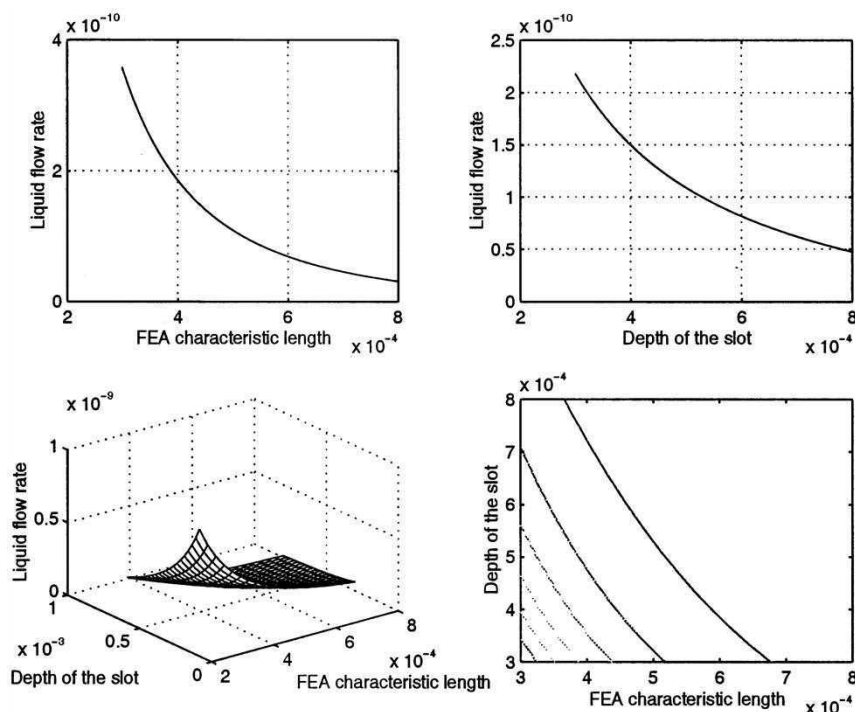 x 10⁻¹⁰
4
2
0
Liquid flow rate
2 4 6 8
FEA characteristic length
x 10⁻⁴
x 10⁻¹⁰
2.5
2
1.5
1
0.5
0
Liquid flow rate
2 4 6 8
Depth of the slot
x 10⁻⁴
x 10⁻⁹
1
0.5
0
Liquid flow rate
1
0.5
0
x 10⁻³
Depth of the slot
2
4
6
8
x 10⁻⁴
FEA characteristic length
x 10⁻⁴
8
7
6
5
4
3
Depth of the slot
3 4 5 6 7 8
FEA characteristic length
x 10⁻⁴